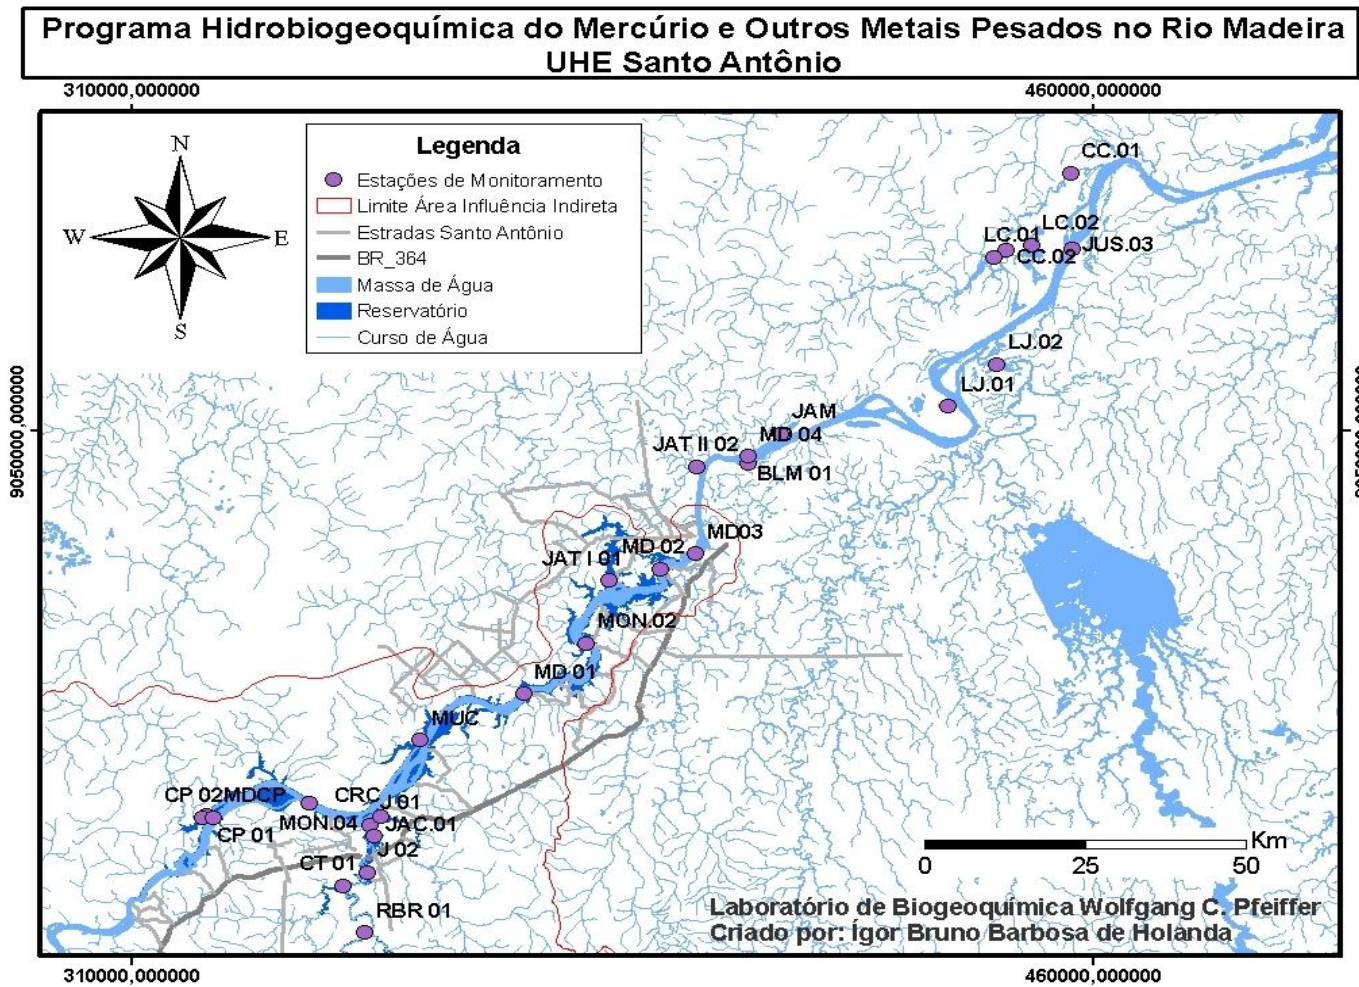 Programa Hidrobiogeoquímica do Mercúrio e Outros Metais Pesados no Rio Madeira
UHE Santo Antônio
310000,000000
460000,000000
N
W
E
S
Legenda
Estações de Monitoramento
Limite Área Influência Indireta
Estradas Santo Antônio
BR_364
Massa de Água
Reservatório
Curso de Água
CC.01
LC.02
LC.01
JUS.03
CC.02
LJ.02
LJ.01
9050000,000000
JAM
MD 04
JAT II 02
BLM 01
MD03
MD 02
JAT I 01
MON.02
MD 01
MUC
CP 02
MDCP
CRC
J 01
MON.04
JAC.01
CP 01
J 02
CT 01
RBR 01
Km
0
25
50
Laboratório de Biogeoquímica Wolfgang C. Pfeiffer
Criado por: Ígor Bruno Barbosa de Holanda
310000,000000
460000,000000